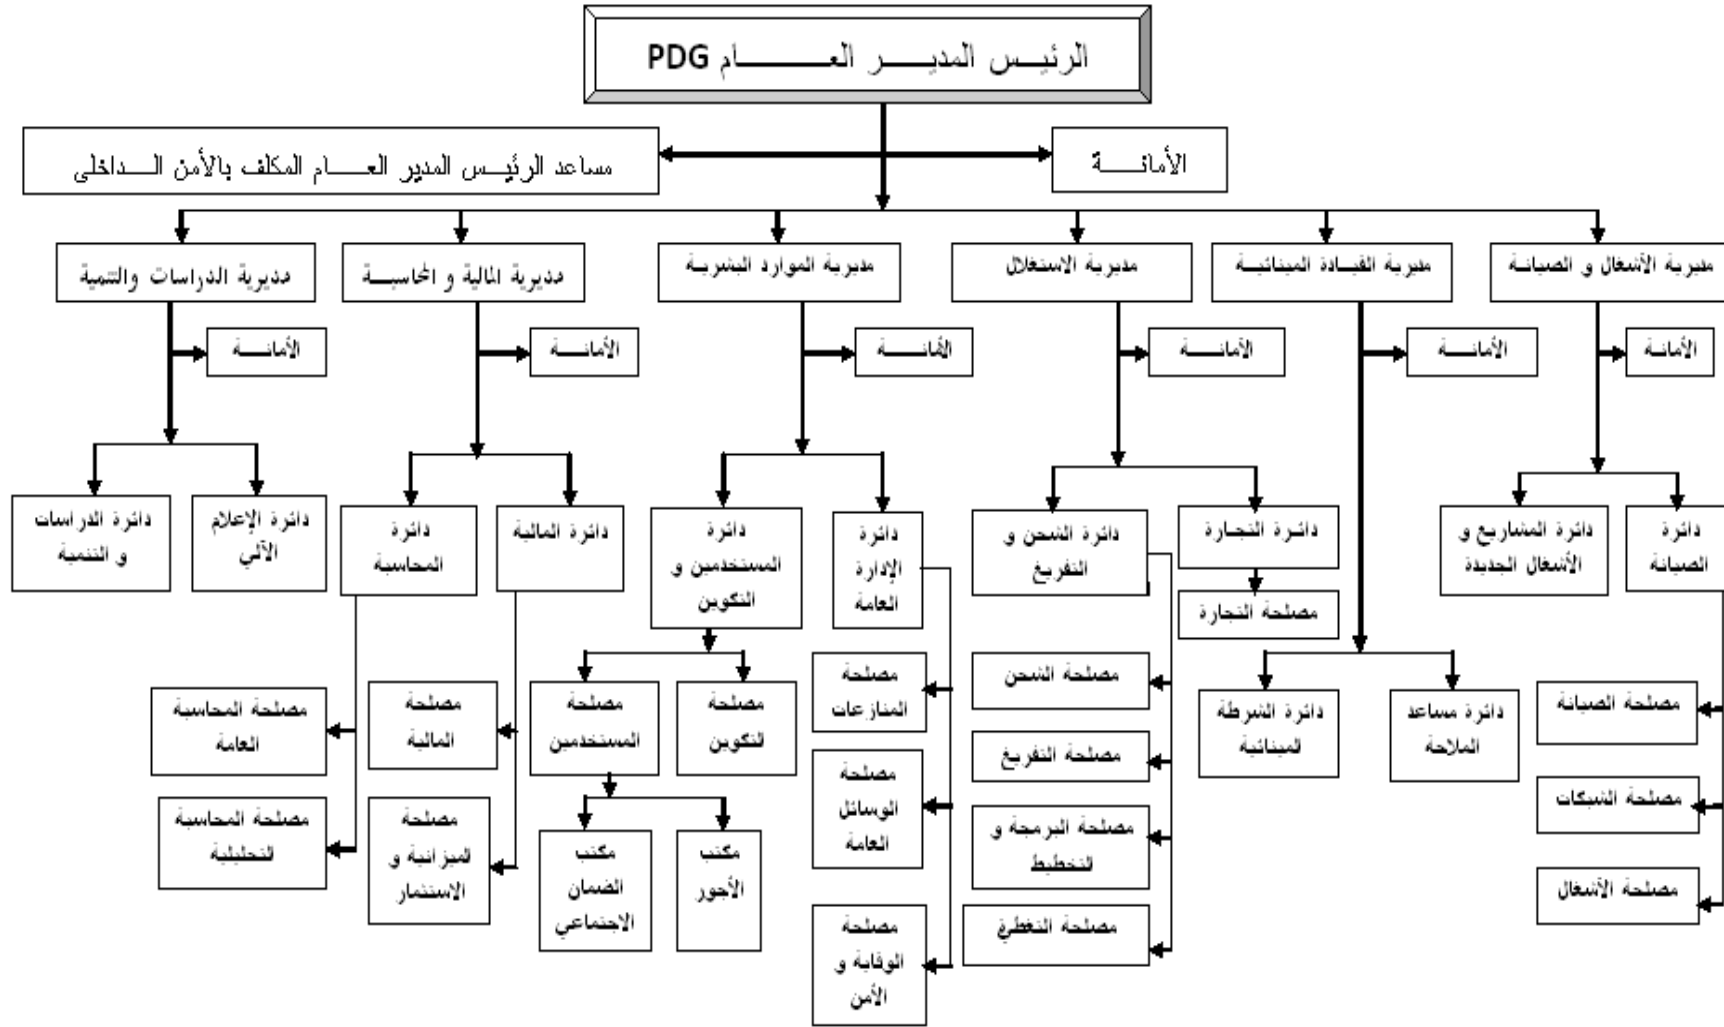 الرئيس المدير العام PDG
الأمانة
مساعد الرئيس المدير العام المكلف بالأمن الداخلي
مديرية الأشغال و الصيانة
مديرية القيادة المينائية
مديرية الاستغلال
مديرية الموارد البشرية
مديرية المالية و المحاسبة
مديرية الدراسات والتنمية
الأمانة
الأمانة
الأمانة
الأمانة
الأمانة
الأمانة
دائرة
الصيانة
دائرة المشاريع و
الأشغال الجديدة
دائرة التجارة
مصلحة التجارة
دائرة الشحن و
التفريغ
دائرة
الإدارة
العامة
دائرة
المستخدمين و
التكوين
دائرة المالية
دائرة
المحاسبة
دائرة الإعلام
الآلي
دائرة الدراسات
و التنمية
مصلحة الصيانة
مصلحة الشبكات
مصلحة الأشغال
دائرة مساعد
الملاحة
دائرة الشرطة
المينائية
مصلحة الشحن
مصلحة التفريغ
مصلحة البرمجة و
التخطيط
مصلحة
مصلحة
المنازعات
مصلحة
الوسائل
العامة
مصلحة
الوقاية و
الأمن
مصلحة
التكوين
مصلحة
المستخدمين
مكتب
الأجور
مكتب
الضمان
الاجتماعي
مصلحة
المالية
مصلحة
الميزانية و
الاستثمار
مصلحة المحاسبة
العامة
مصلحة المحاسبة
التحليلية